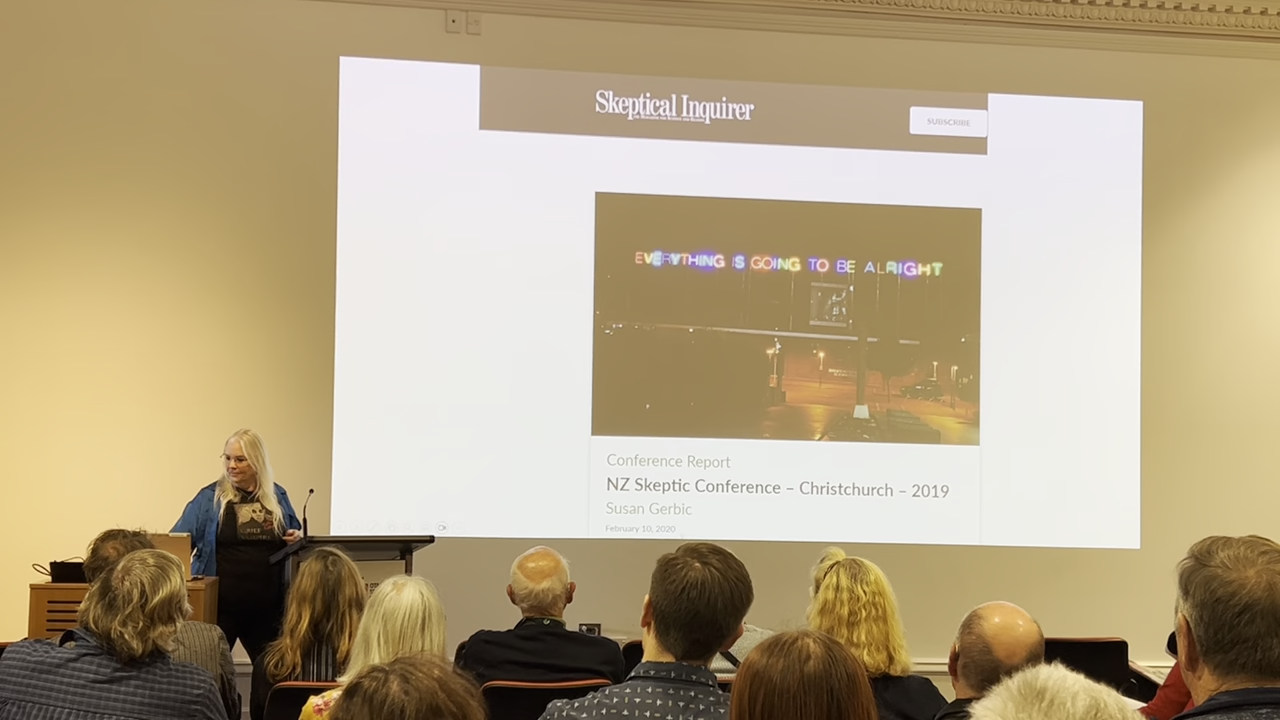 Skeptical Inquirer
SUBSCRIBE
EVERYTHING IS GOING TO BE ALRIGHT
Conference Report
NZ Skeptic Conference – Christchurch – 2019
Susan Gerbic
February 10, 2020